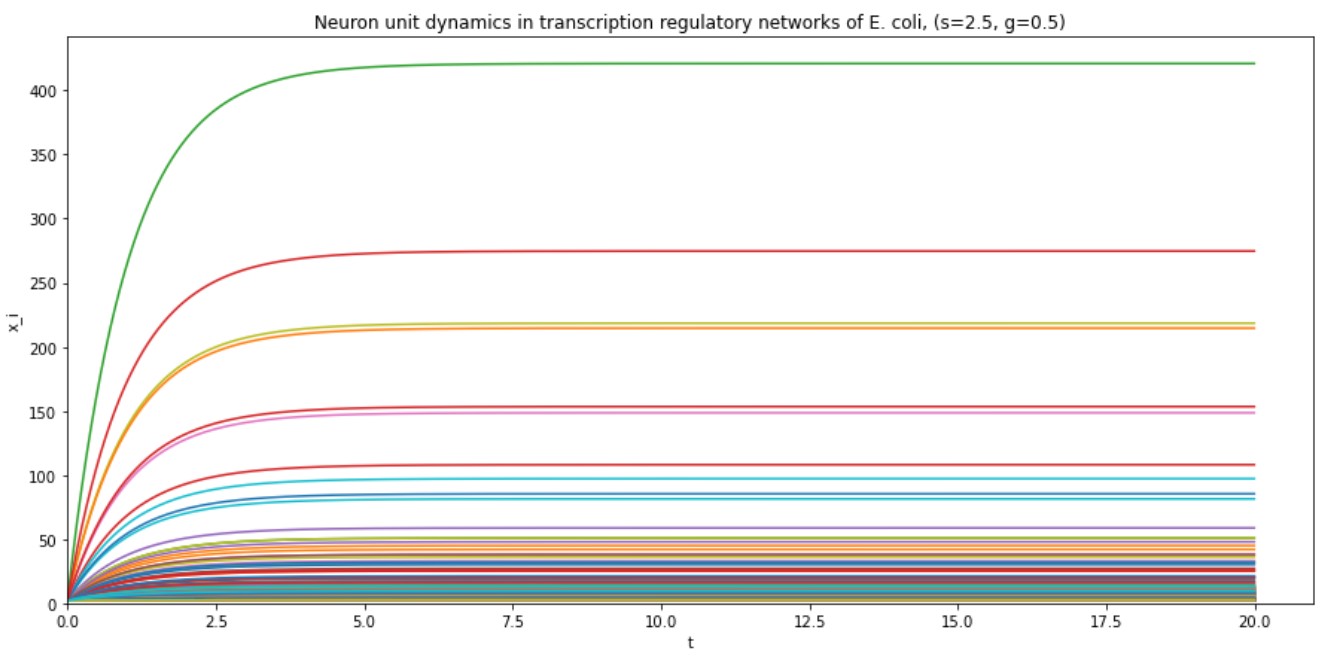 Neuron unit dynamics in transcription regulatory networks of E. coli, (s=2.5, g=0.5)
400
350
300
250
200
150
100
50
0
x_i
0.0 2.5 5.0 7.5 10.0 12.5 15.0 17.5 20.0
t